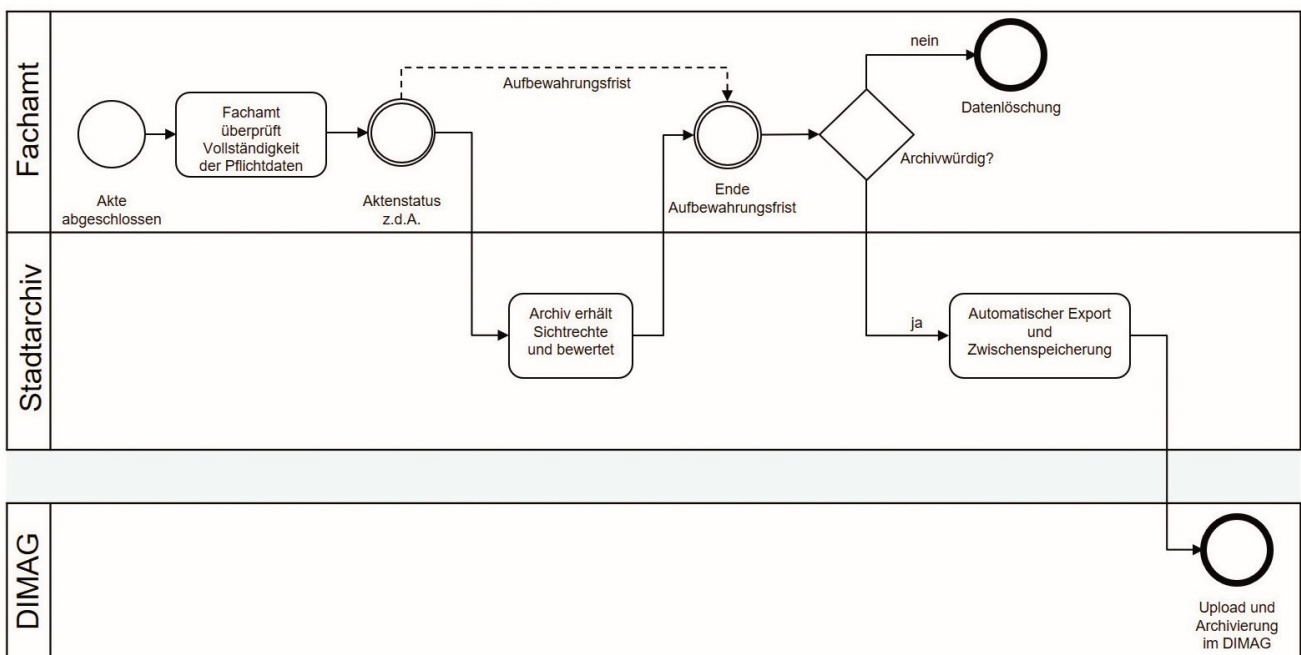 Fachamt
Akte
abgeschlossen
Fachamt
überprüft
Vollständigkeit
der Pflichtdaten
Aktenstatus
z.d.A.
Aufbewahrungsfrist
Ende
Aufbewahrungsfrist
Archivwürdig?
nein
Datenlöschung
Stadtarchiv
Archiv erhält
Sichtrechte
und bewertet
ja
Automatischer Export
und
Zwischenspeicherung
DIMAG
Upload und
Archivierung
im DIMAG